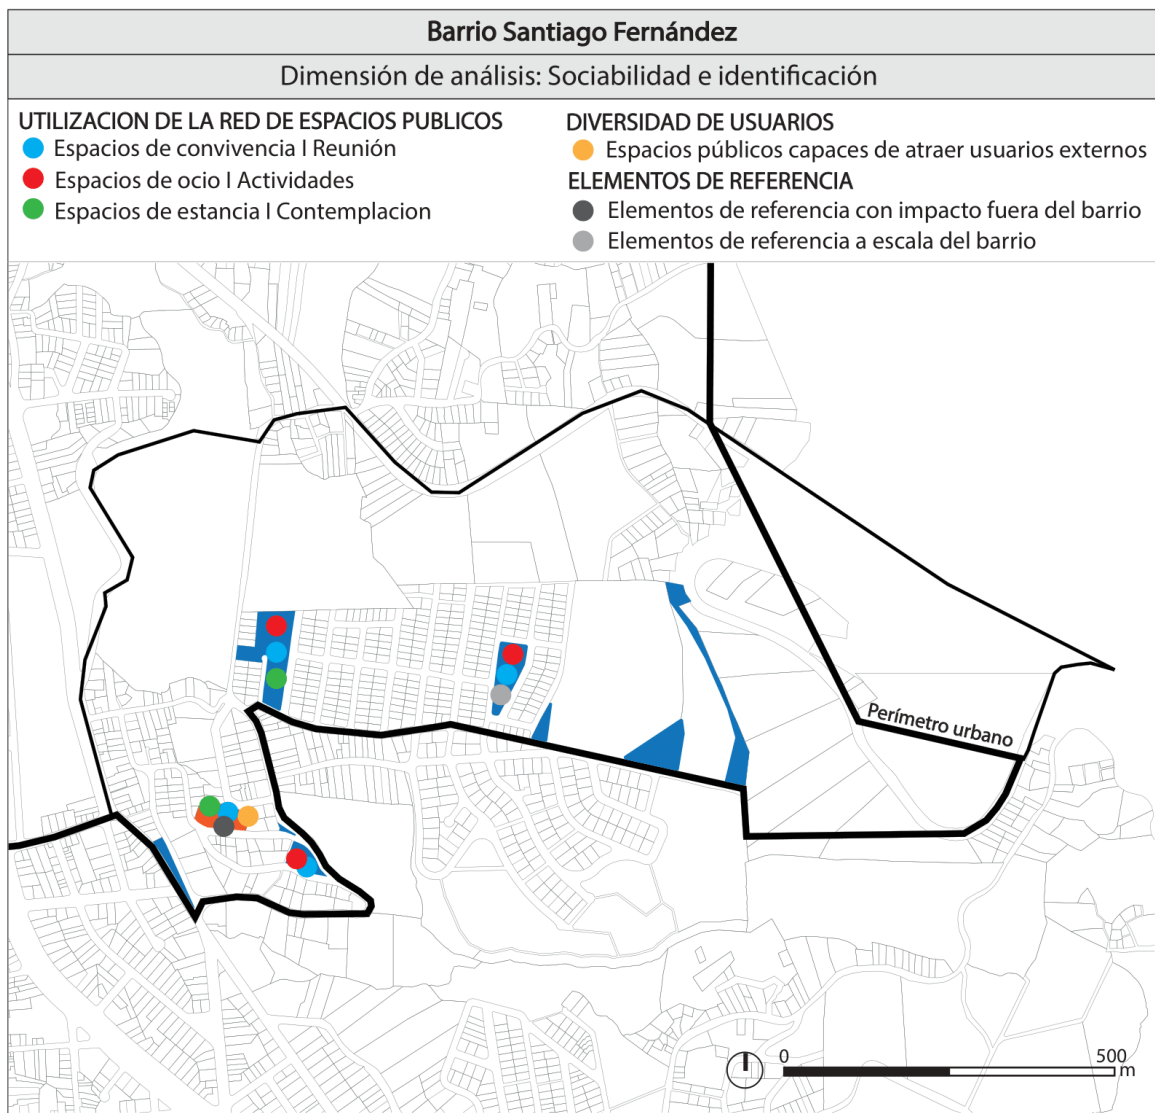 Barrio Santiago Fernández
Dimensión de análisis: Sociabilidad e identificación
UTILIZACION DE LA RED DE ESPACIOS PUBLICOS
Espacios de convivencia I Reunión
Espacios de ocio I Actividades
Espacios de estancia I Contemplacion
DIVERSIDAD DE USUARIOS
Espacios públicos capaces de atraer usuarios externos
ELEMENTOS DE REFERENCIA
Elementos de referencia con impacto fuera del barrio
Elementos de referencia a escala del barrio
Perímetro urbano
0
500
m